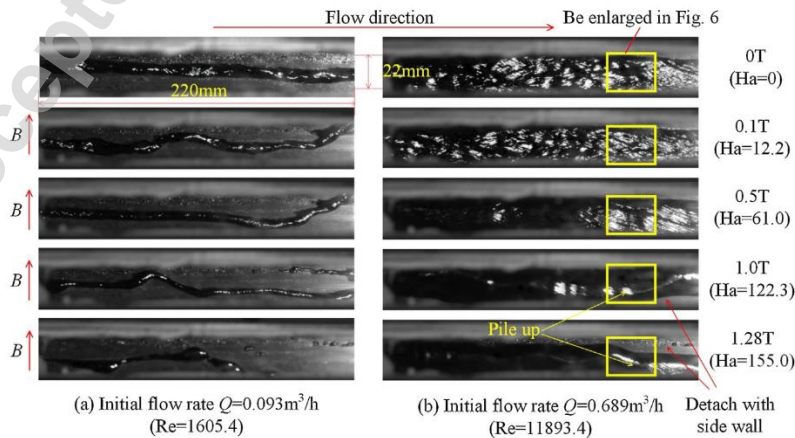 Flow direction
Be enlarged in Fig. 6
22mm
220mm
0T
(Ha=0)
B
0.1T
(Ha=12.2)
B
0.5T
(Ha=61.0)
B
1.0T
(Ha=122.3)
Pile up
B
1.28T
(Ha=155.0)
(a) Initial flow rate Q=0.093m³/h
(Re=1605.4)
(b) Initial flow rate Q=0.689m³/h
(Re=11893.4)
Detach with
side wall